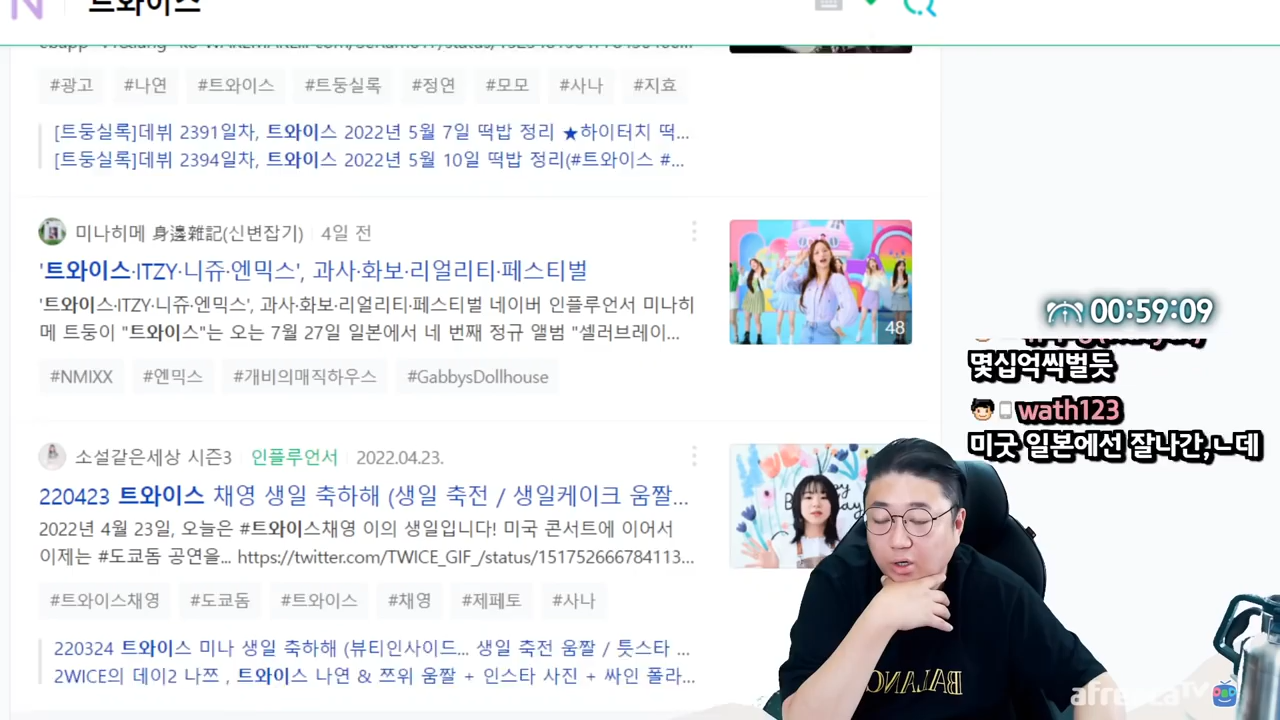 N 트와이스
#광고 #나연 #트와이스 #트둥실록 #정연 #모모 #사나 #지효
[트둥실록]데뷔 2391일차, 트와이스 2022년 5월 7일 떡밥 정리 ★하이터치 떡...
[트둥실록]데뷔 2394일차, 트와이스 2022년 5월 10일 떡밥 정리(#트와이스 #...
미나히메 身邊雜記(신변잡기) 4일 전
'트와이스·ITZY·니쥬·엔믹스', 과사·화보·리얼리티·페스티벌
'트와이스·ITZY·니쥬·엔믹스', 과사·화보·리얼리티·페스티벌 네이버 인플루언서 미나히
메 트둥이 "트와이스"는 오는 7월 27일 일본에서 네 번째 정규 앨범 "셀러브레이...
48
#NMIXX #엔믹스 #개비의매직하우스 #GabbysDollhouse
00:59:09
몇십억씩벌듯
wath123
미굿 일본에선 잘나간,ㄴ데
소설같은세상 시즌3 인플루언서 2022.04.23.
220423 트와이스 채영 생일 축하해 (생일 축전 / 생일케이크 움짤...
2022년 4월 23일, 오늘은 #트와이스채영 이의 생일입니다! 미국 콘서트에 이어서
이제는 #도쿄돔 공연을... https://twitter.com/TWICE_GIF_/status/151752666784113...
#트와이스채영 #도쿄돔 #트와이스 #채영 #제페토 #사나
220324 트와이스 미나 생일 축하해 (뷰티인사이드... 생일 축전 움짤 / 틋스타 ...
2WICE의 데이2 나쯔 , 트와이스 나연 & 쯔위 움짤 + 인스타 사진 + 싸인 폴라...
BALANC
afreecaTV